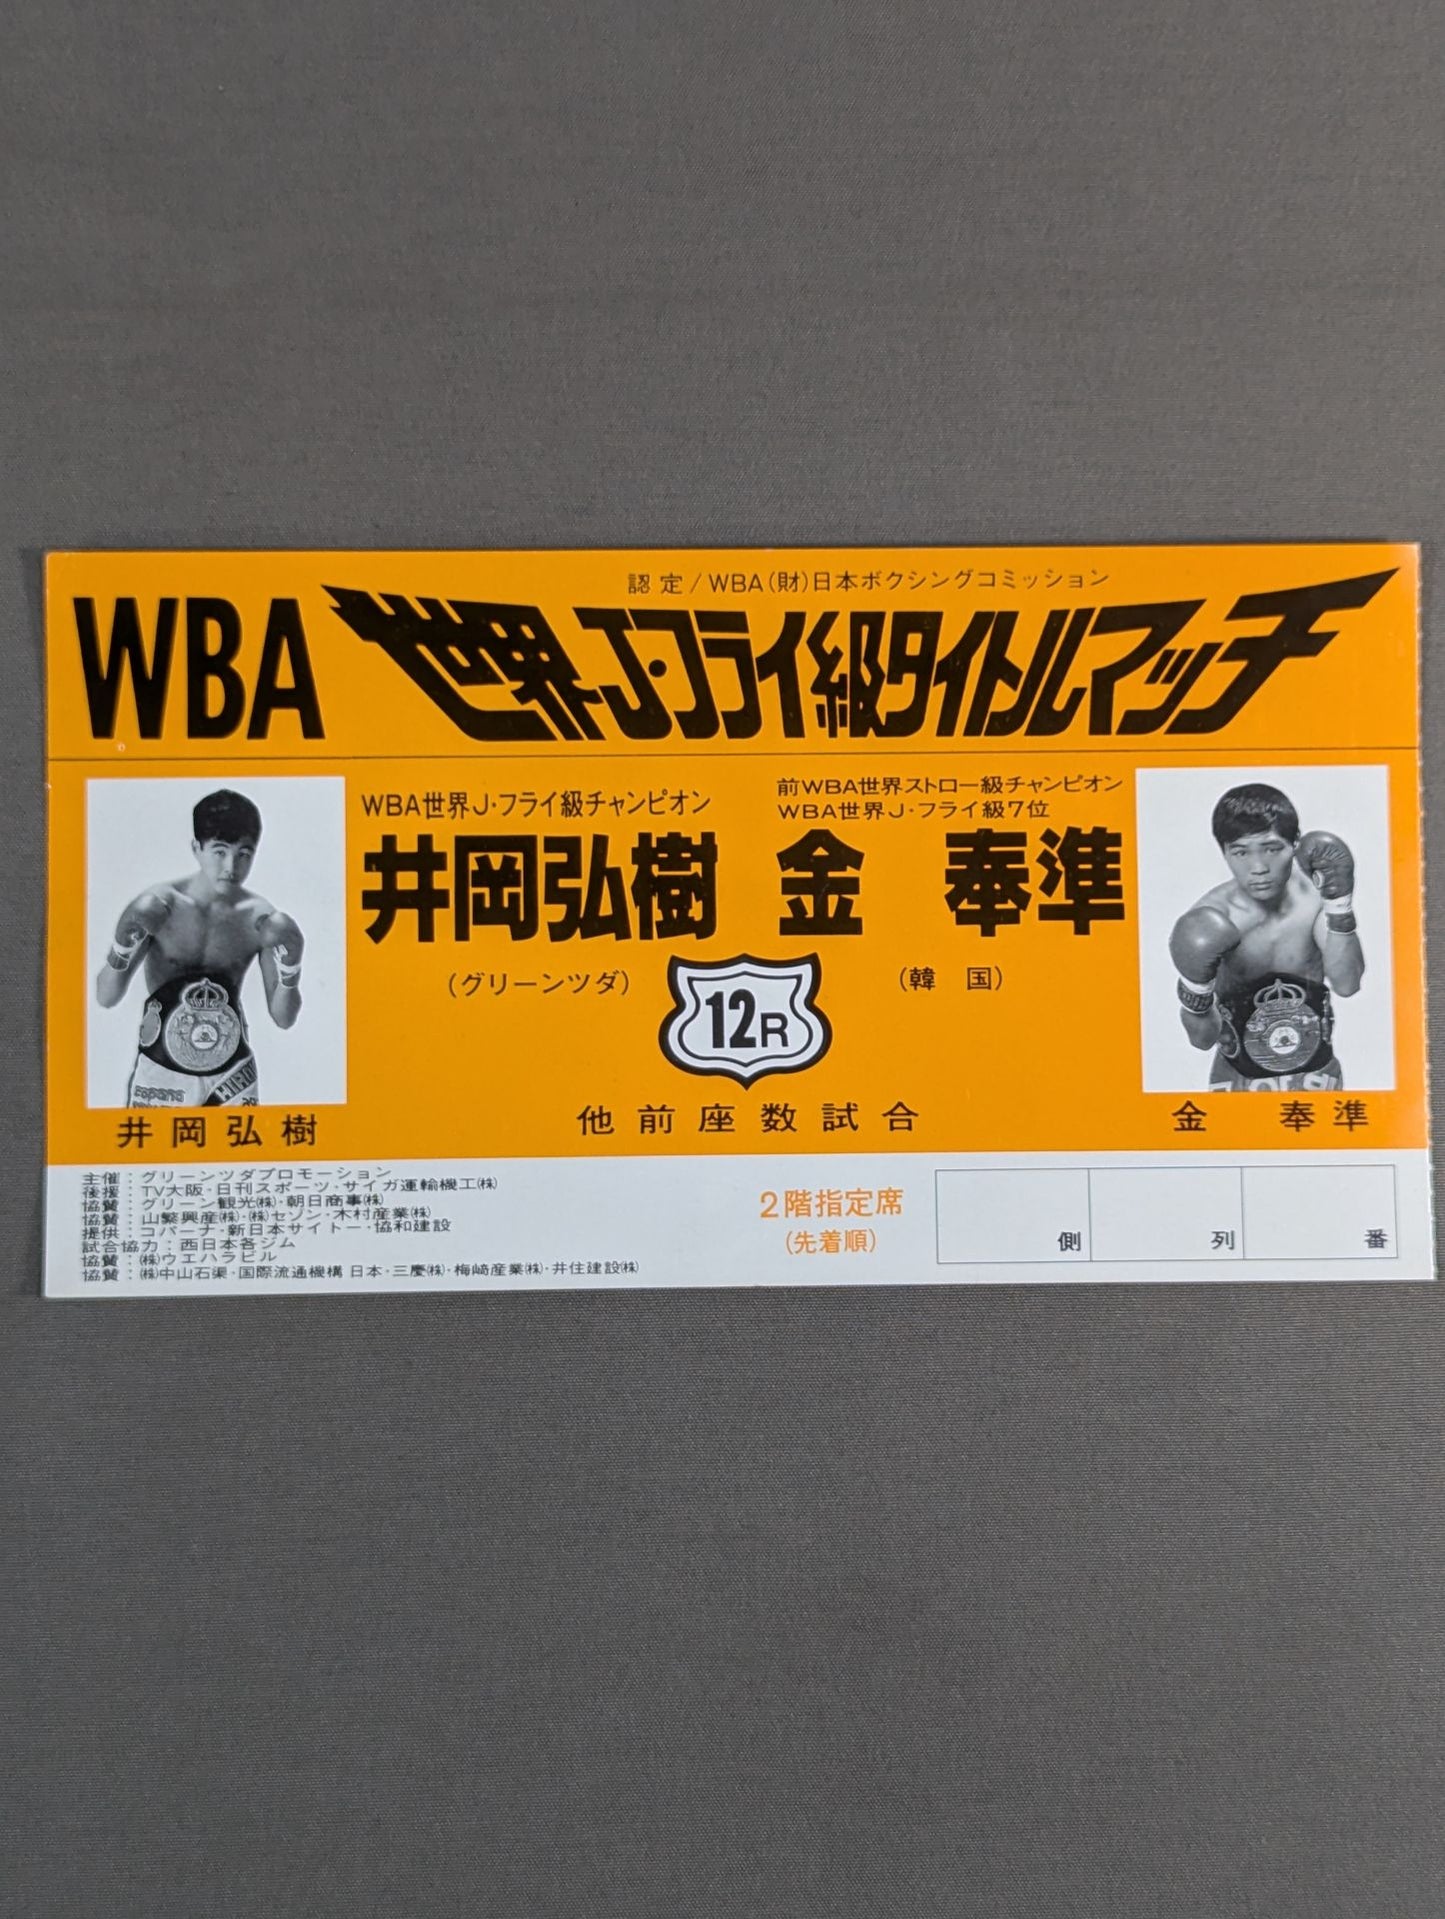 認定/WBA(財)日本ボクシングコミッション
WBA世界J・フライ級タイトルマッチ
WBA世界J・フライ級チャンピオン
井岡弘樹
(グリーンツダ)
前WBA世界ストロー級チャンピオン
WBA世界J・フライ級7位
金 奉準
(韓 国)
12R
井岡弘樹
他前座数試合
金 奉準
主催:グリーンツダプロモーション
後援:TV大阪・日刊スポーツ・サイガ運輸機工㈱
協賛:グリーン観光㈱・朝日商事㈱
協賛:山繁興産㈱・㈱セゾン・木村産業㈱
提供:コパーナ・新日本サイトー・協和建設
試合協力:西日本各ジム
協賛:㈱ウエハラビル
協賛:㈱中山石渠・国際流通機構 日本・三慶㈱・梅﨑産業㈱・井住建設㈱
2階指定席
(先着順)
側 列 番